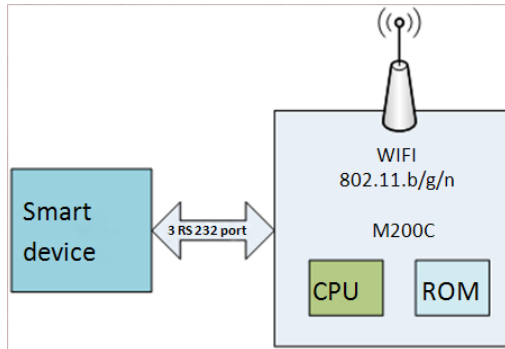 WIFI
802.11.b/g/n
Smart
device
3 RS 232 port
M200C
CPU
ROM